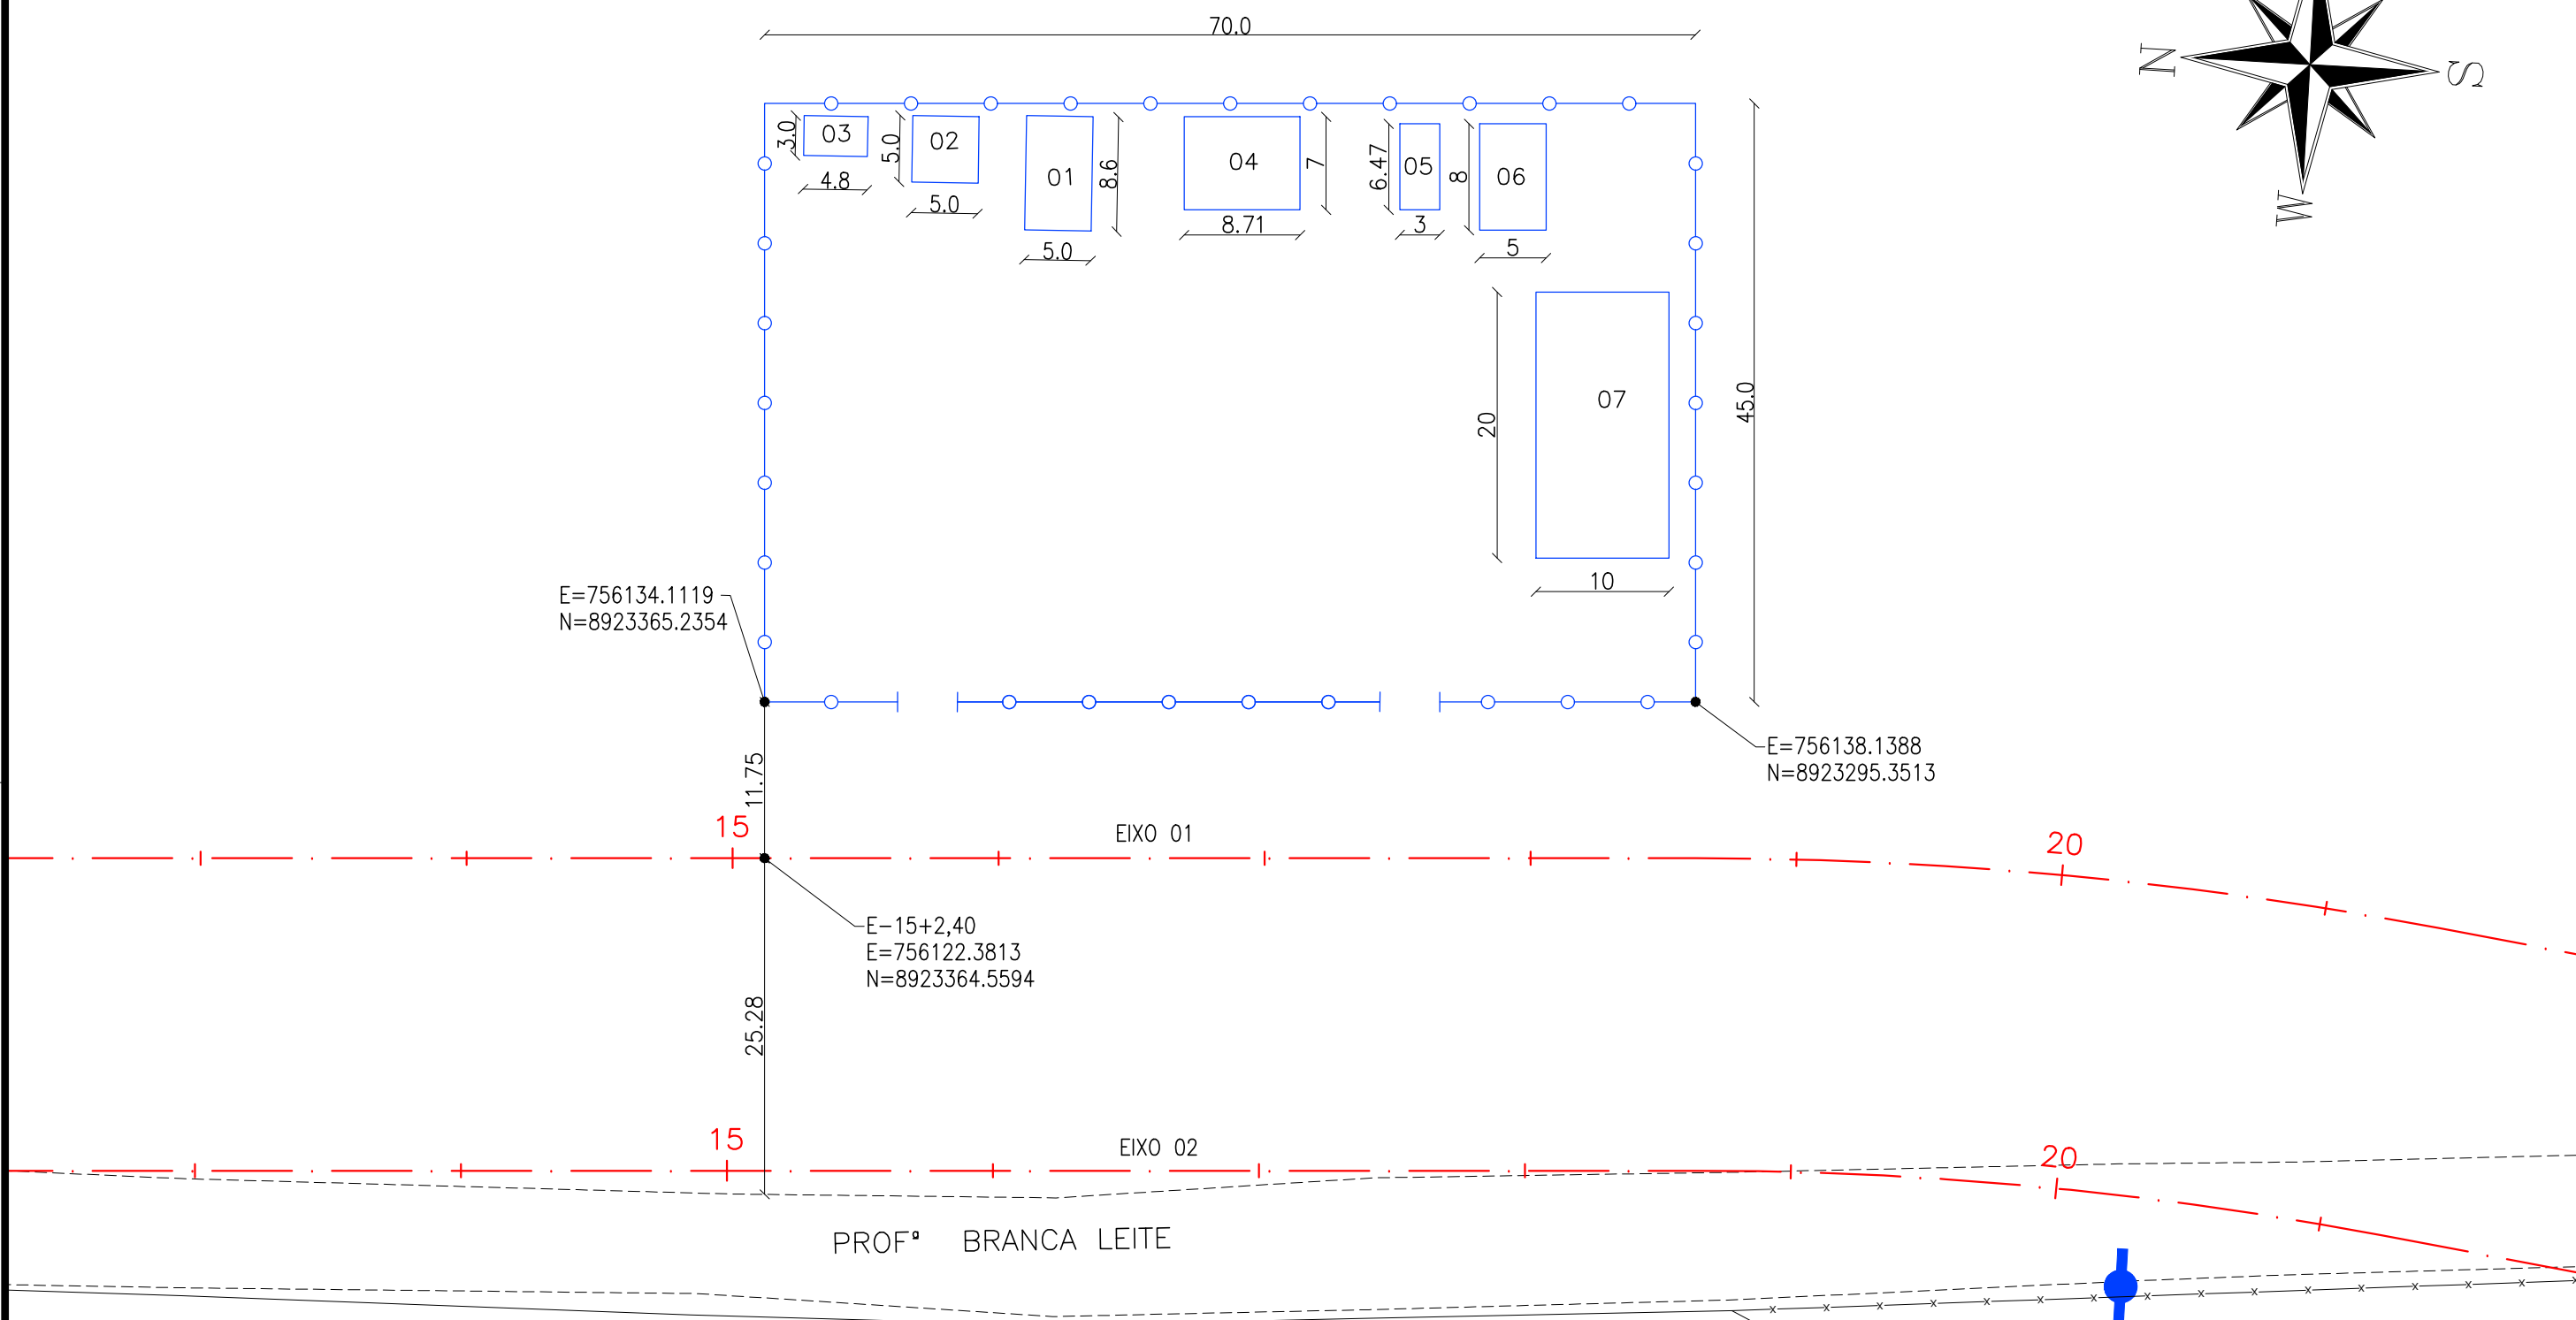 70.0
N
S
W
3.0
03
4.8
5.0
02
5.0
01
8.6
5.0
04
7
8.71
6.47
05
3
8
06
5
20
07
10
45.0
E=756134.1119
N=8923365.2354
E=756138.1388
N=8923295.3513
11.75
15
EIXO 01
20
E-15+2,40
E=756122.3813
N=8923364.5594
25.28
15
EIXO 02
20
PROFª BRANCA LEITE